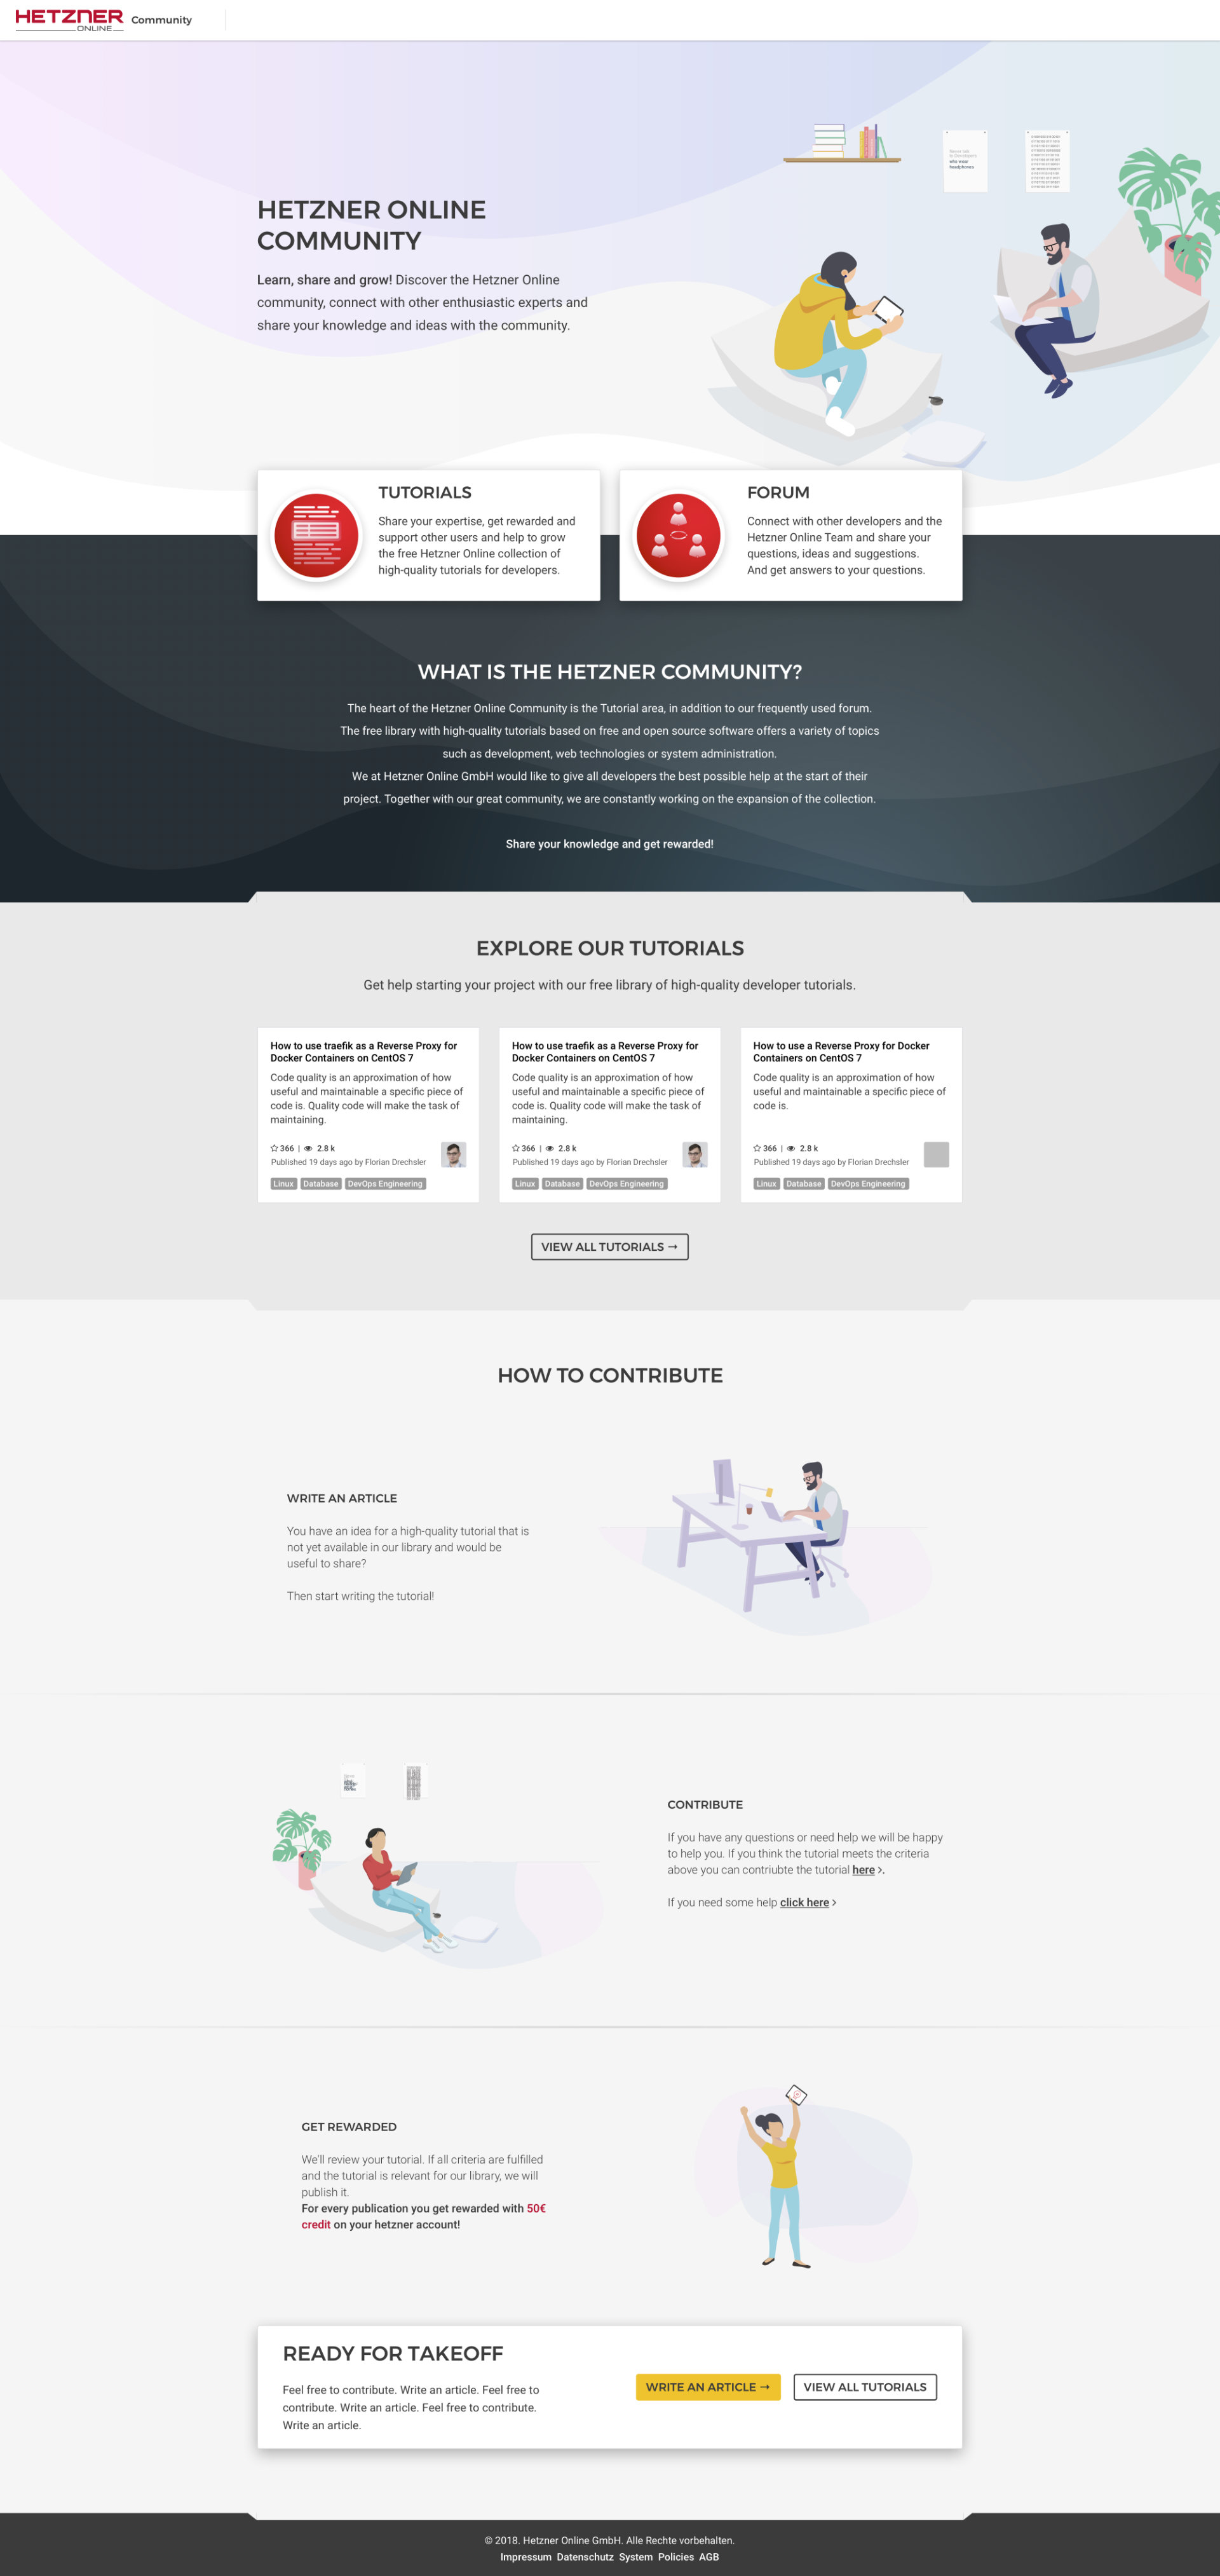 HETZNER
ONLINE
Community
Never talk
to Developers
who wear
headphones
HETZNER ONLINE
COMMUNITY
Learn, share and grow! Discover the Hetzner Online
community, connect with other enthusiastic experts and
share your knowledge and ideas with the community.
TUTORIALS
Share your expertise, get rewarded and
support other users and help to grow
the free Hetzner Online collection of
high-quality tutorials for developers.
FORUM
Connect with other developers and the
Hetzner Online Team and share your
questions, ideas and suggestions.
And get answers to your questions.
WHAT IS THE HETZNER COMMUNITY?
The heart of the Hetzner Online Community is the Tutorial area, in addition to our frequently used forum.
The free library with high-quality tutorials based on free and open source software offers a variety of topics
such as development, web technologies or system administration.
We at Hetzner Online GmbH would like to give all developers the best possible help at the start of their
project. Together with our great community, we are constantly working on the expansion of the collection.
Share your knowledge and get rewarded!
EXPLORE OUR TUTORIALS
Get help starting your project with our free library of high-quality developer tutorials.
How to use traefik as a Reverse Proxy for
Docker Containers on CentOS 7
Code quality is an approximation of how
useful and maintainable a specific piece of
code is. Quality code will make the task of
maintaining.
366 | 2.8 k
Published 19 days ago by Florian Drechsler
Linux Database DevOps Engineering
How to use traefik as a Reverse Proxy for
Docker Containers on CentOS 7
Code quality is an approximation of how
useful and maintainable a specific piece of
code is. Quality code will make the task of
maintaining.
366 | 2.8 k
Published 19 days ago by Florian Drechsler
Linux Database DevOps Engineering
How to use a Reverse Proxy for Docker
Containers on CentOS 7
Code quality is an approximation of how
useful and maintainable a specific piece of
code is.
366 | 2.8 k
Published 19 days ago by Florian Drechsler
Linux Database DevOps Engineering
VIEW ALL TUTORIALS →
HOW TO CONTRIBUTE
WRITE AN ARTICLE
You have an idea for a high-quality tutorial that is
not yet available in our library and would be
useful to share?
Then start writing the tutorial!
CONTRIBUTE
If you have any questions or need help we will be happy
to help you. If you think the tutorial meets the criteria
above you can contriubte the tutorial here >.
If you need some help click here >
GET REWARDED
We'll review your tutorial. If all criteria are fulfilled
and the tutorial is relevant for our library, we will
publish it.
For every publication you get rewarded with 50€
credit on your hetzner account!
READY FOR TAKEOFF
Feel free to contribute. Write an article. Feel free to
contribute. Write an article. Feel free to contribute.
Write an article.
WRITE AN ARTICLE →
VIEW ALL TUTORIALS
© 2018. Hetzner Online GmbH. Alle Rechte vorbehalten.
Impressum Datenschutz System Policies AGB